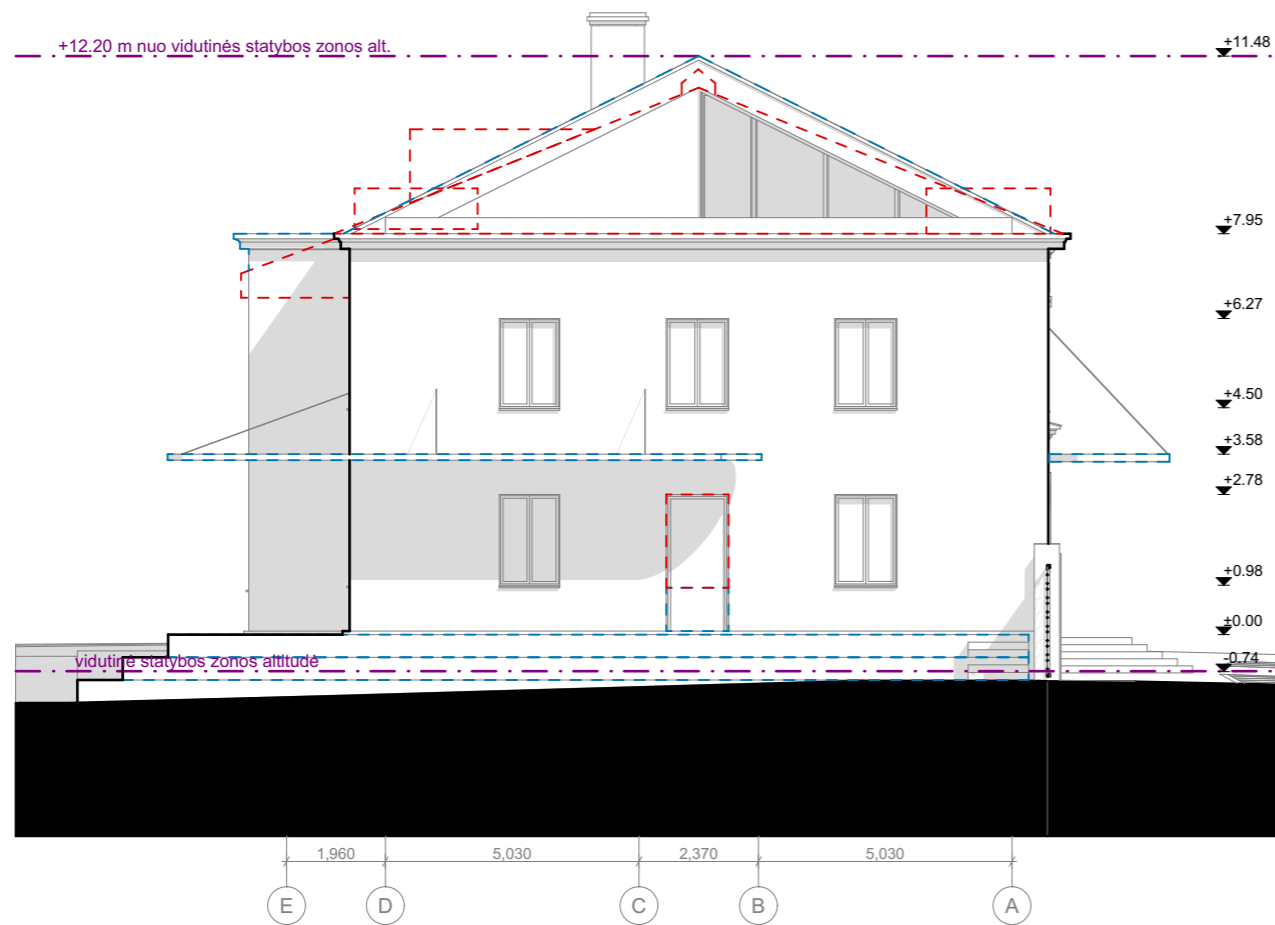 +12.20 m nuo vidutinės statybos zonos alt.
+11.48
+7.95
+6.27
+4.50
+3.58
+2.78
+0.98
±0.00
vidutinė statybos zonos altitudė
-0.74
1,960
5,030
2,370
5,030
E
D
C
B
A